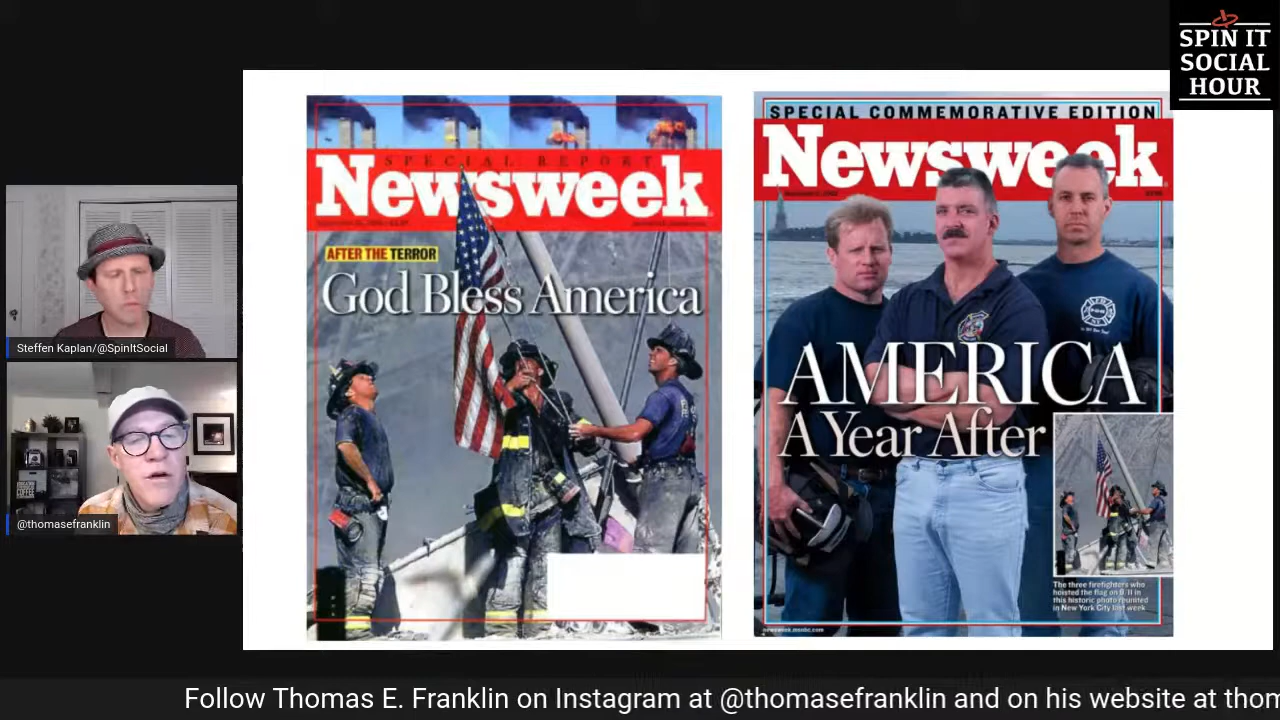 SPIN IT
SOCIAL
HOUR
SPECIAL REPORT
Newsweek
AFTER THE TERROR
God Bless America
SPECIAL COMMEMORATIVE EDITION
Newsweek
AMERICA
A Year After
The three firefighters who
hoisted the flag on 9.11 in
this historic photo reunited
in New York City last week
newsweek.msnbc.com
Steffen Kaplan/@SpinItSocial
@thomasefranklin
Follow Thomas E. Franklin on Instagram at @thomasefranklin and on his website at thom